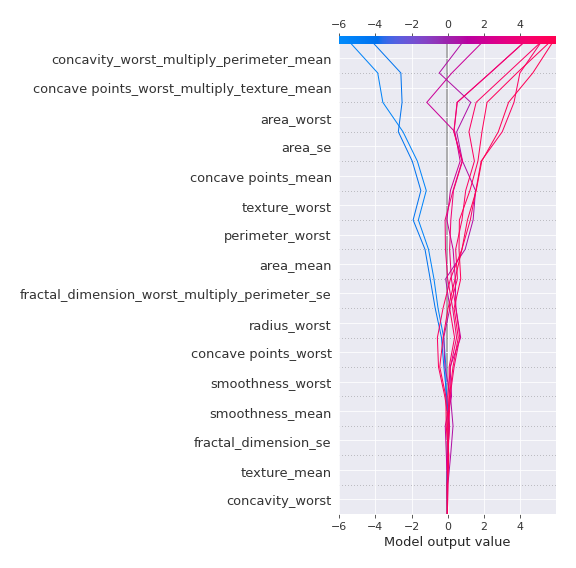 −6 −4 −2 0 2 4
concavity_worst_multiply_perimeter_mean
concave points_worst_multiply_texture_mean
area_worst
area_se
concave points_mean
texture_worst
perimeter_worst
area_mean
fractal_dimension_worst_multiply_perimeter_se
radius_worst
concave points_worst
smoothness_worst
smoothness_mean
fractal_dimension_se
texture_mean
concavity_worst
−6 −4 −2 0 2 4
Model output value